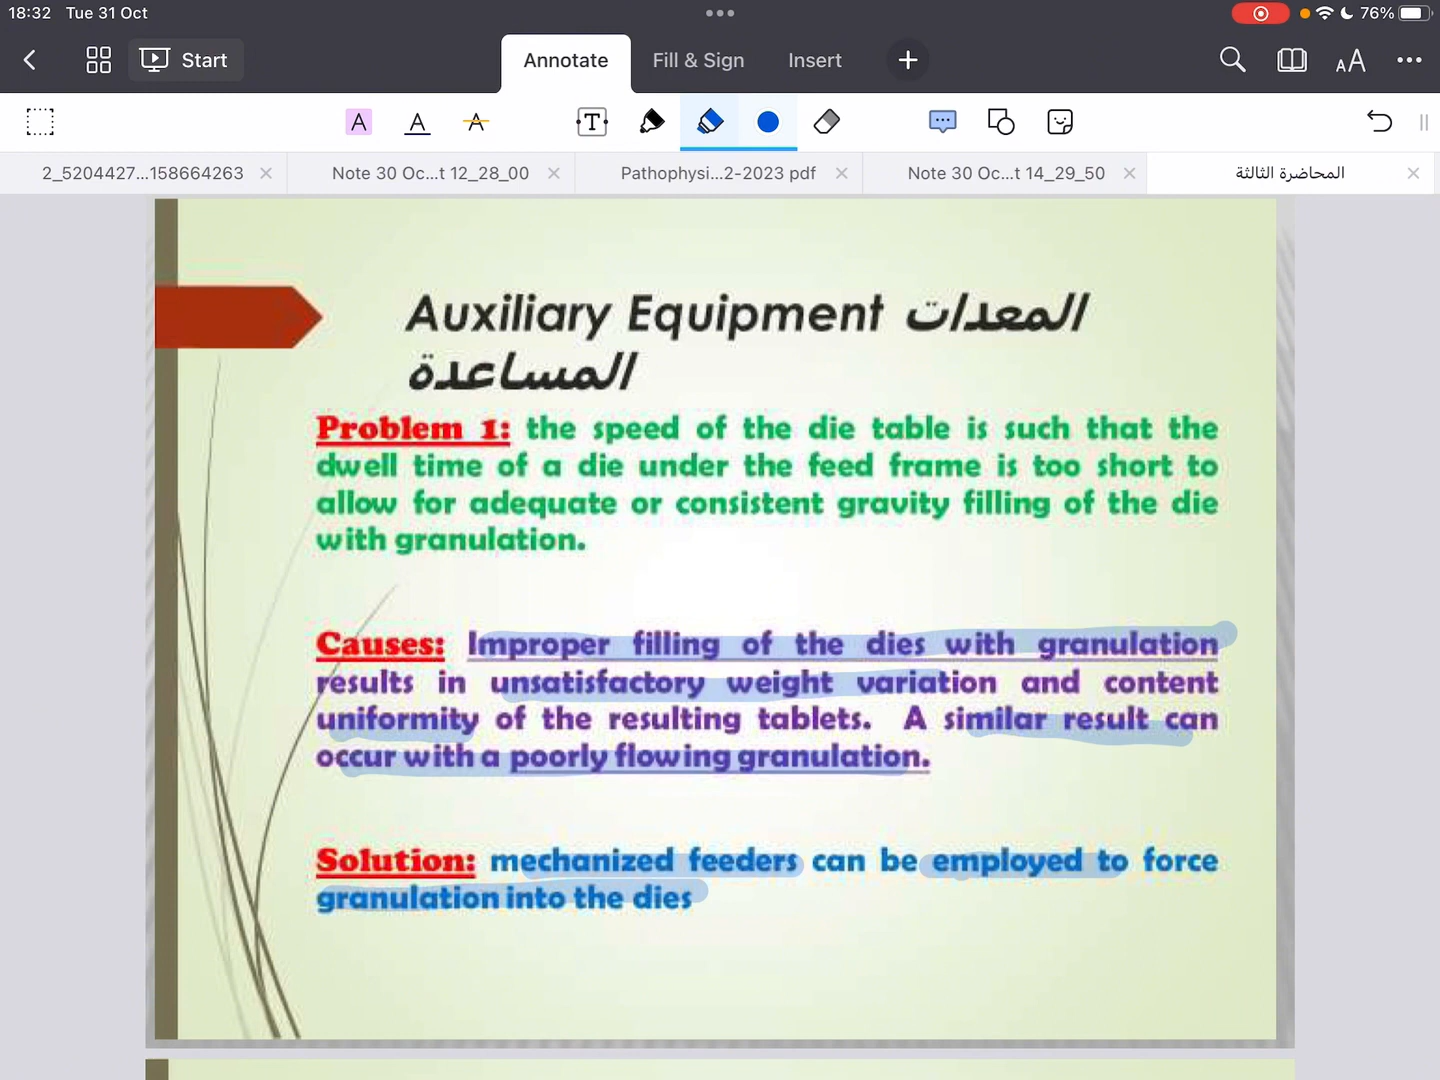 18:32 Tue 31 Oct 76%
Start Annotate Fill & Sign Insert
A A A T
2_5204427...158664263 Note 30 Oc...t 12_28_00 Pathophysi...2-2023 pdf Note 30 Oc...t 14_29_50 المحاضرة الثالثة
Auxiliary Equipment المعدات
المساعدة
Problem 1: the speed of the die table is such that the
dwell time of a die under the feed frame is too short to
allow for adequate or consistent gravity filling of the die
with granulation.
Causes: Improper filling of the dies with granulation
results in unsatisfactory weight variation and content
uniformity of the resulting tablets. A similar result can
occur with a poorly flowing granulation.
Solution: mechanized feeders can be employed to force
granulation into the dies